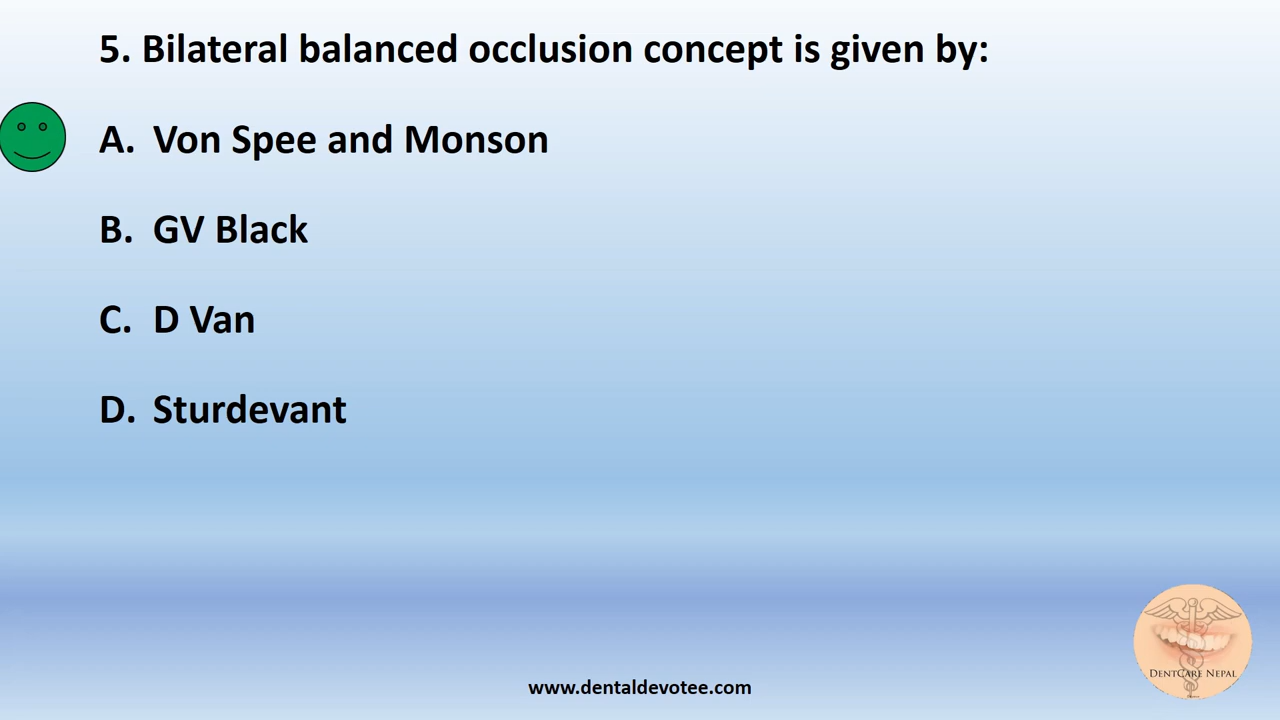 5. Bilateral balanced occlusion concept is given by:
A. Von Spee and Monson
B. GV Black
C. D Van
D. Sturdevant
DENTCARE NEPAL
www.dentaldevotee.com